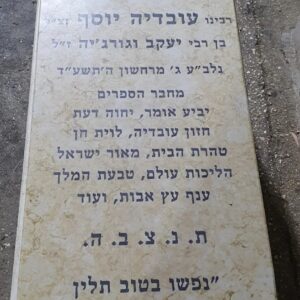 רבינו עובדיה יוסף זצ"ל
בן רבי יעקב וגורג'יה ז"ל
נלב"ע ג' מרחשון ה'תשע"ד
מחבר הספרים
יביע אומר, יחוה דעת
חזון עובדיה, לוית חן
טהרת הבית, מאור ישראל
הליכות עולם, טבעת המלך
ענף עץ אבות, ועוד
ת. נ. צ. ב. ה.
"נפשו בטוב תלין